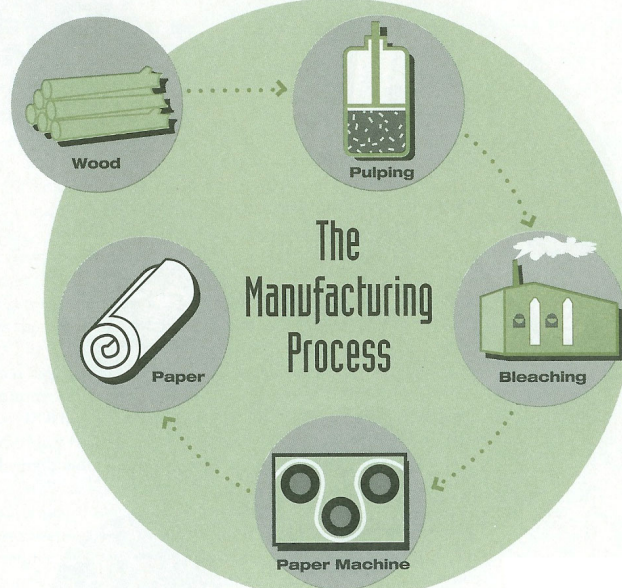 Wood
Pulping
The
Manufacturing
Process
Paper
Bleaching
Paper Machine